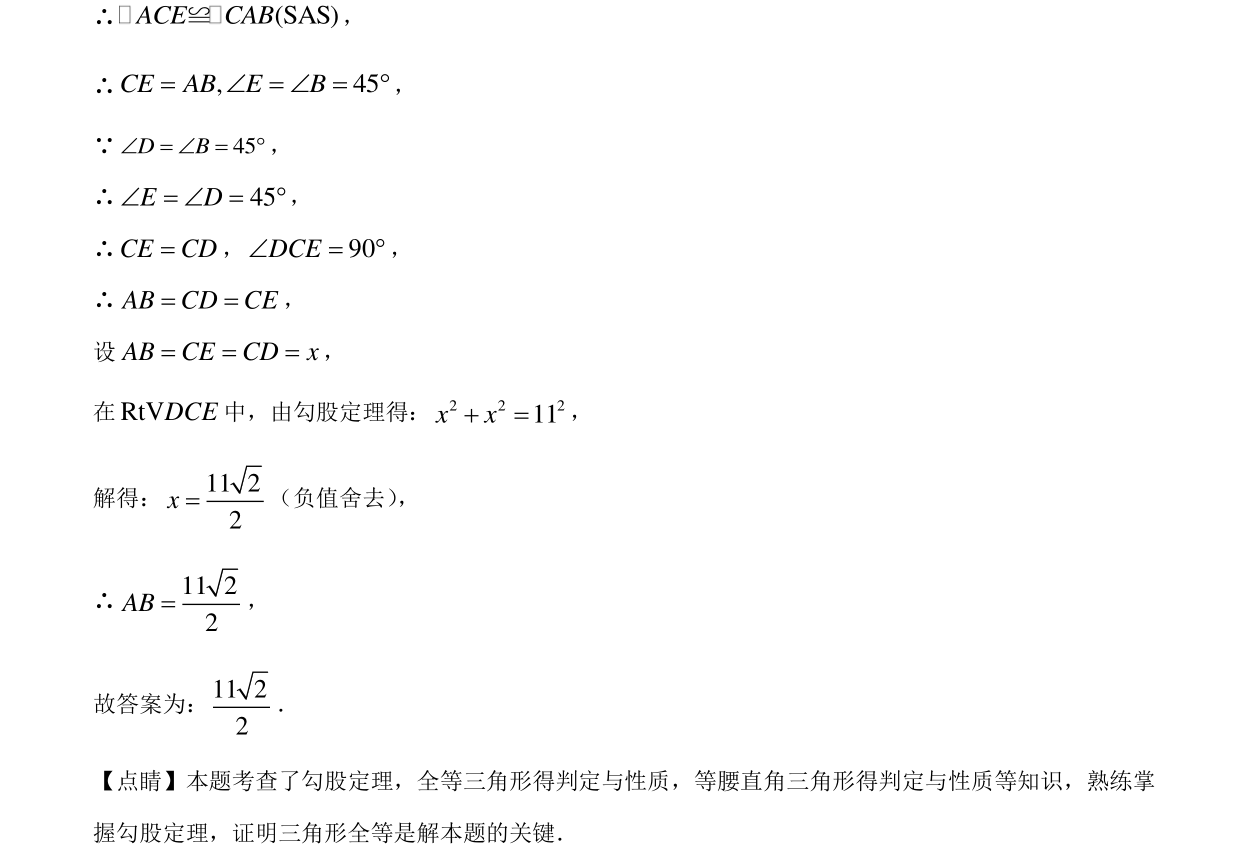 ∴□ACE≌□CAB(SAS)，
∴CE = AB,∠E = ∠B = 45°，
∵∠D = ∠B = 45°，
∴∠E = ∠D = 45°，
∴CE = CD，∠DCE = 90°，
∴AB = CD = CE，
设 AB = CE = CD = x，
在 RtVDCE 中，由勾股定理得：x² + x² = 11²，
解得：x = 11√2/2（负值舍去），
∴AB = 11√2/2，
故答案为：11√2/2．
【点睛】本题考查了勾股定理，全等三角形得判定与性质，等腰直角三角形得判定与性质等知识，熟练掌
握勾股定理，证明三角形全等是解本题的关键．